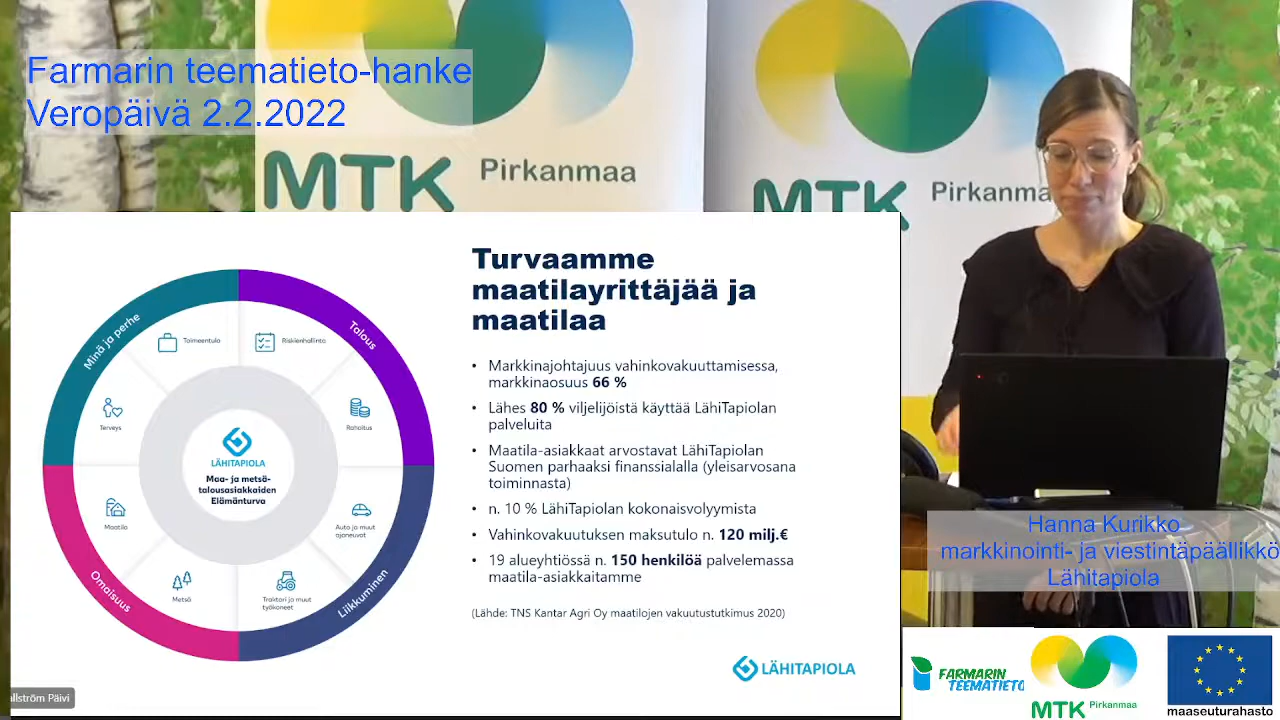 Farmarin teematieto-hanke
Veropäivä 2.2.2022
MTK Pirkanmaa
MTK Pirkanmaa
Turvaamme
maatilayrittäjää ja
maatilaa
• Markkinajohtajuus vahinkovakuuttamisessa,
markkinaosuus 66 %
• Lähes 80 % viljelijöistä käyttää LähiTapiolan
palveluita
• Maatila-asiakkaat arvostavat LähiTapiolan
Suomen parhaaksi finanssialalla (yleisarvosana
toiminnasta)
• n. 10 % LähiTapiolan kokonaisvolyymista
• Vahinkovakuutuksen maksutulo n. 120 milj.€
• 19 alueyhtiössä n. 150 henkilöä palvelemassa
maatila-asiakkaitamme
(Lähde: TNS Kantar Agri Oy maatilojen vakuutustutkimus 2020)
LÄHITAPIOLA
Minä ja perhe
Talous
Toimeentulo
Riskienhallinta
Terveys
Rahoitus
LÄHITAPIOLA
Maa- ja metsä-
talousasiakkaiden
Elämänturva
Maatila
Auto ja muut
ajoneuvot
Metsä
Traktori ja muut
työkoneet
Omaisuus
Liikkuminen
Päivi
Hanna Kurikko
markkinointi- ja viestintäpäällikkö
Lähitapiola
FARMARIN
TEEMATIETO
MTK Pirkanmaa
maaseuturahasto